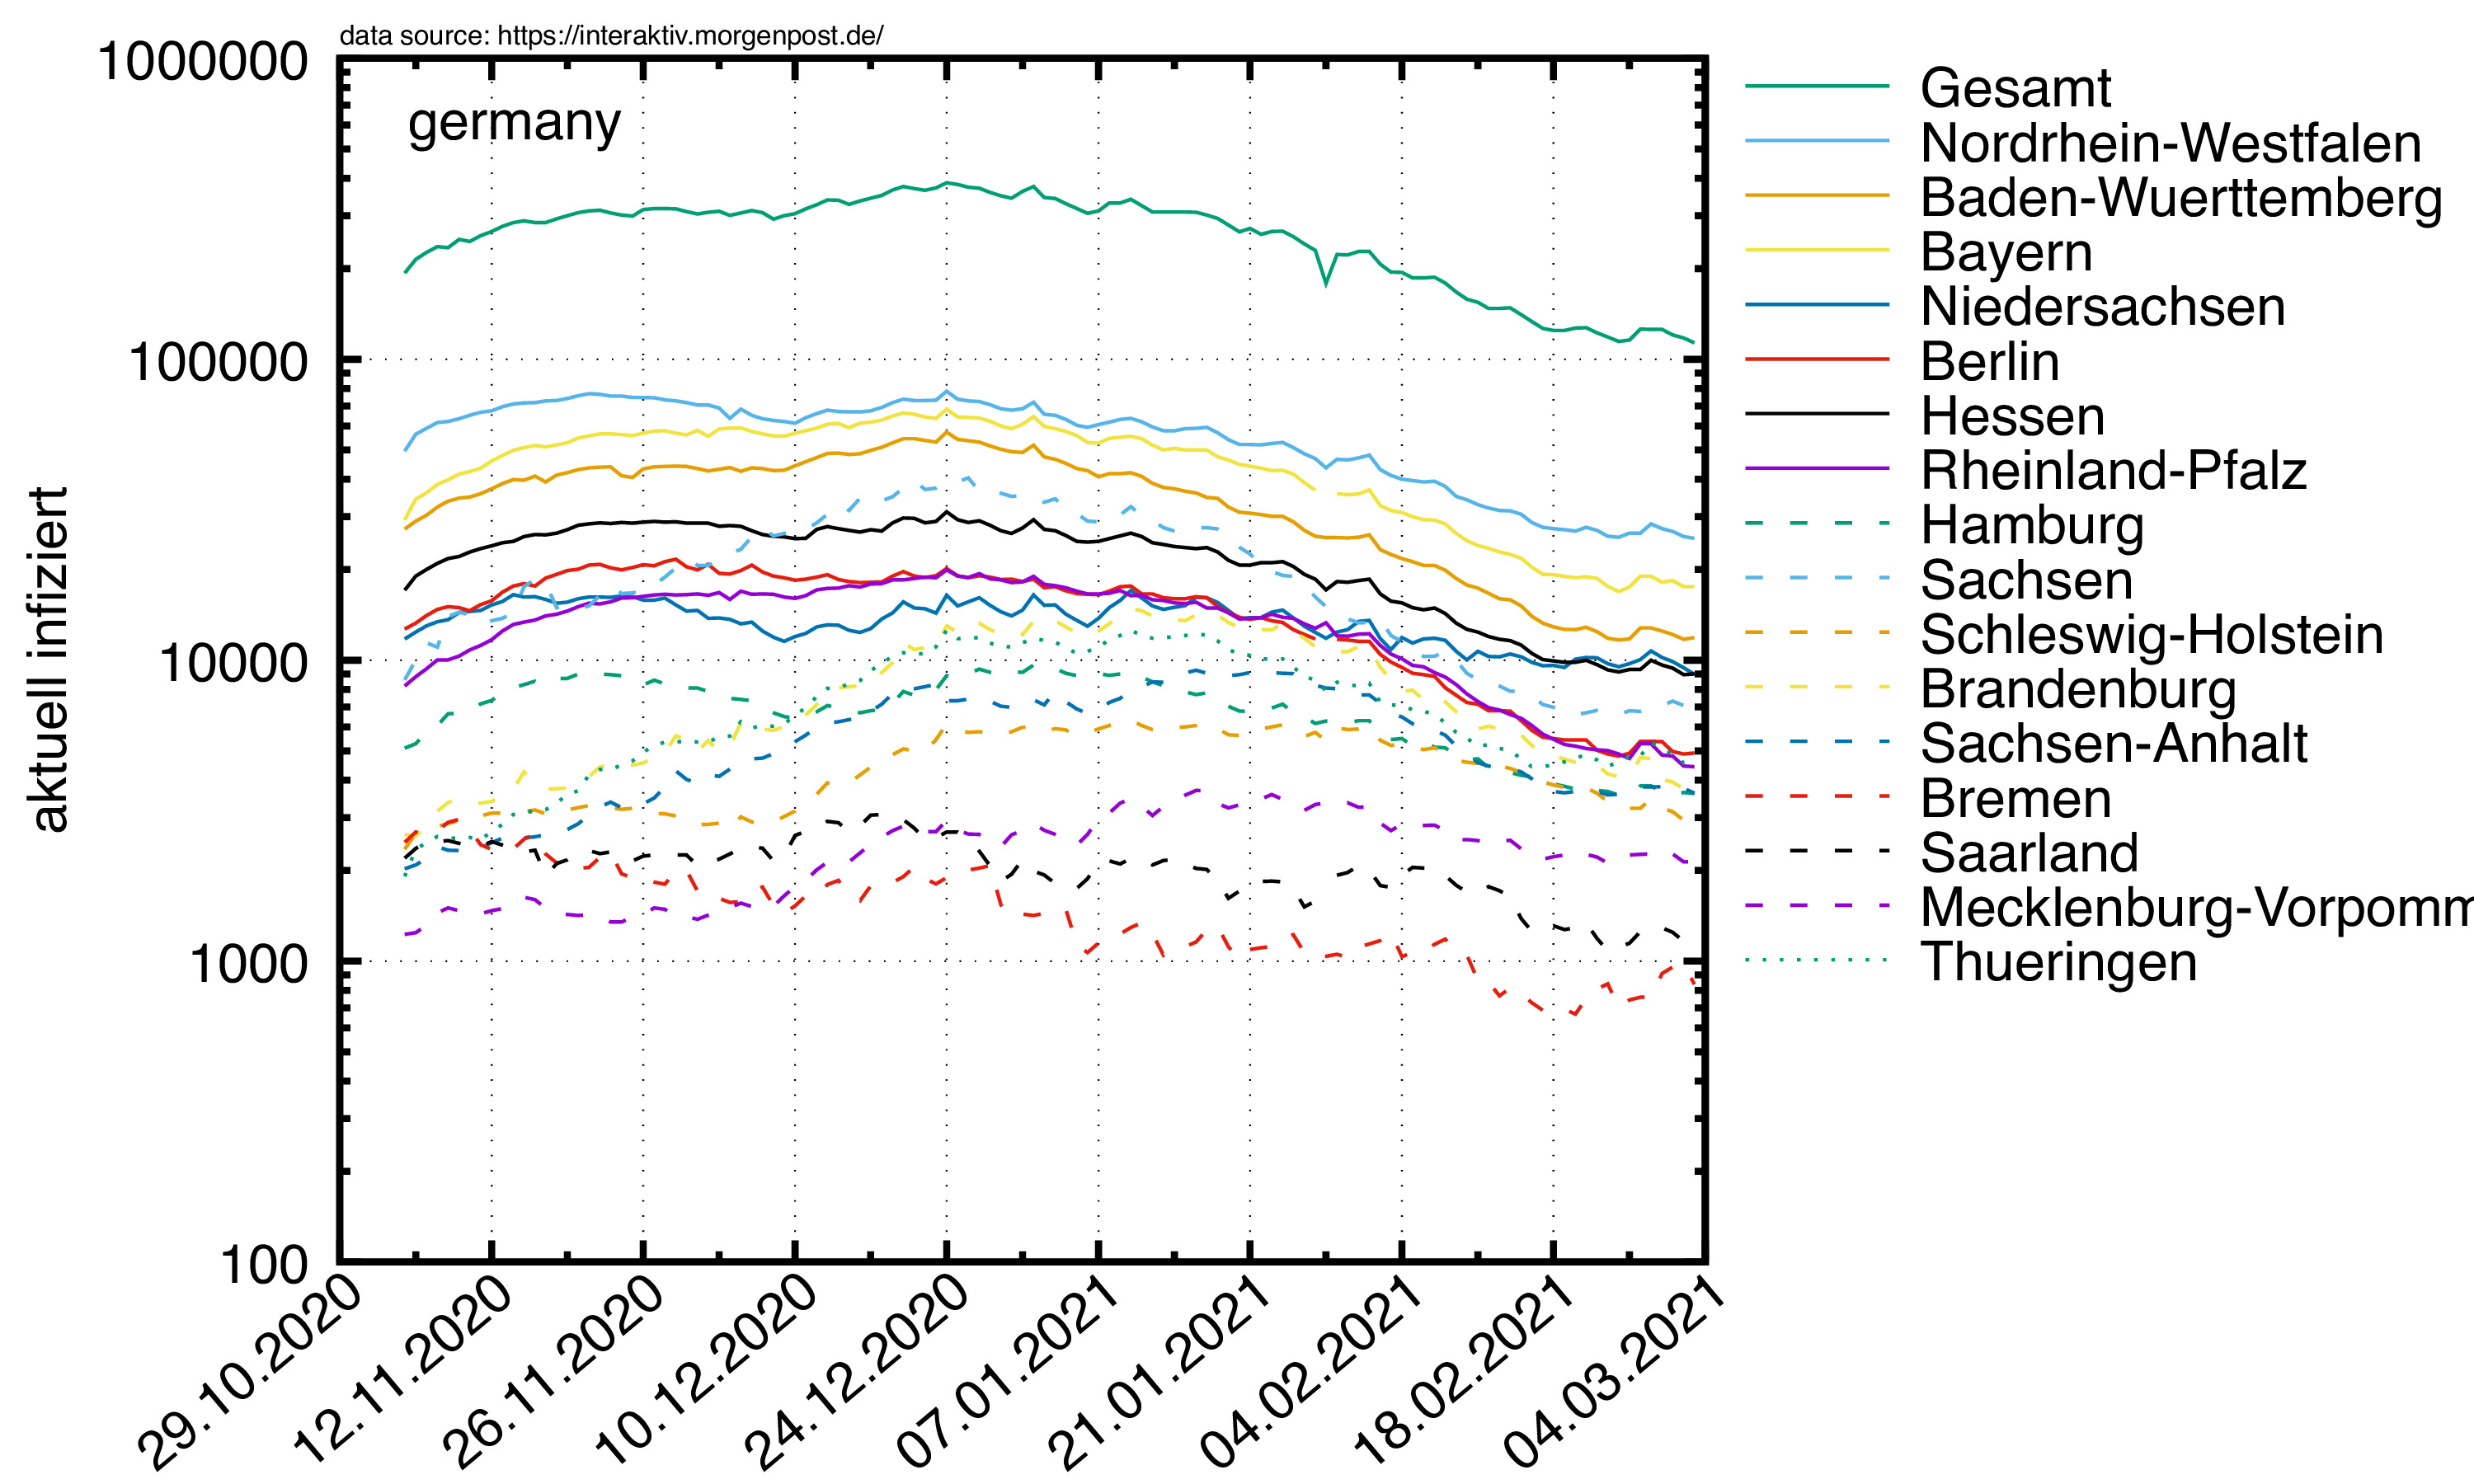 data source: https://interaktiv.morgenpost.de/
germany
aktuell infiziert
1000000
100000
10000
1000
100
29.10.2020
12.11.2020
26.11.2020
10.12.2020
24.12.2020
07.01.2021
21.01.2021
04.02.2021
18.02.2021
04.03.2021
Gesamt
Nordrhein-Westfalen
Baden-Wuerttemberg
Bayern
Niedersachsen
Berlin
Hessen
Rheinland-Pfalz
Hamburg
Sachsen
Schleswig-Holstein
Brandenburg
Sachsen-Anhalt
Bremen
Saarland
Mecklenburg-Vorpomm
Thueringen